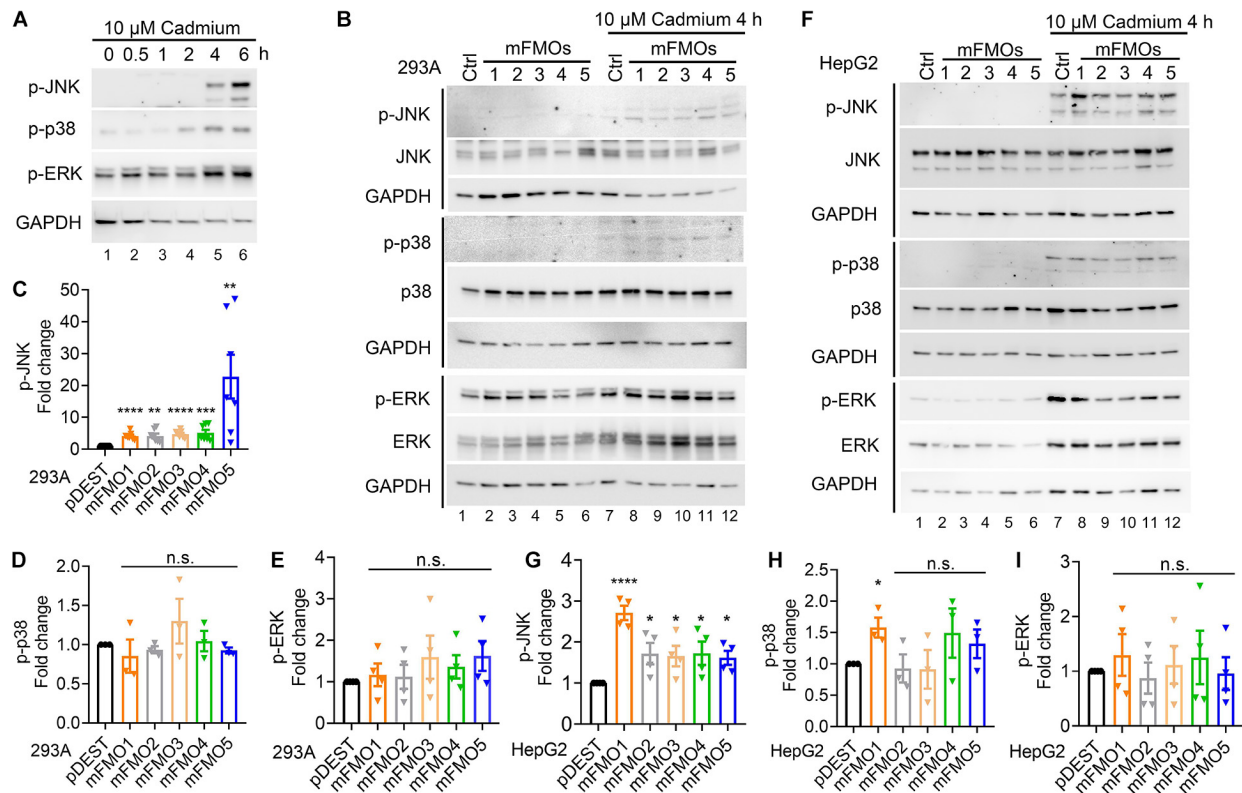 A
10 µM Cadmium
0 0.5 1 2 4 6 h
p-JNK
p-p38
p-ERK
GAPDH
1 2 3 4 5 6
B
10 µM Cadmium 4 h
mFMOs mFMOs
293A Ctrl 1 2 3 4 5 Ctrl 1 2 3 4 5
p-JNK
JNK
GAPDH
p-p38
p38
GAPDH
p-ERK
ERK
GAPDH
1 2 3 4 5 6 7 8 9 10 11 12
F
10 µM Cadmium 4 h
mFMOs mFMOs
HepG2 Ctrl 1 2 3 4 5 Ctrl 1 2 3 4 5
p-JNK
JNK
GAPDH
p-p38
p38
GAPDH
p-ERK
ERK
GAPDH
1 2 3 4 5 6 7 8 9 10 11 12
C
p-JNK
Fold change
50
40
30
20
10
0
**** ** **** *** **
293A
pDEST mFMO1 mFMO2 mFMO3 mFMO4 mFMO5
D
n.s.
p-p38
Fold change
2.0
1.5
1.0
0.5
0.0
293A
pDEST mFMO1 mFMO2 mFMO3 mFMO4 mFMO5
E
n.s.
p-ERK
Fold change
4
3
2
1
0
293A
pDEST mFMO1 mFMO2 mFMO3 mFMO4 mFMO5
G
p-JNK
Fold change
4
3
2
1
0
**** * * * *
HepG2
pDEST mFMO1 mFMO2 mFMO3 mFMO4 mFMO5
H
n.s.
*
p-p38
Fold change
2.5
2.0
1.5
1.0
0.5
0.0
HepG2
pDEST mFMO1 mFMO2 mFMO3 mFMO4 mFMO5
I
n.s.
p-ERK
Fold change
3
2
1
0
HepG2
pDEST mFMO1 mFMO2 mFMO3 mFMO4 mFMO5